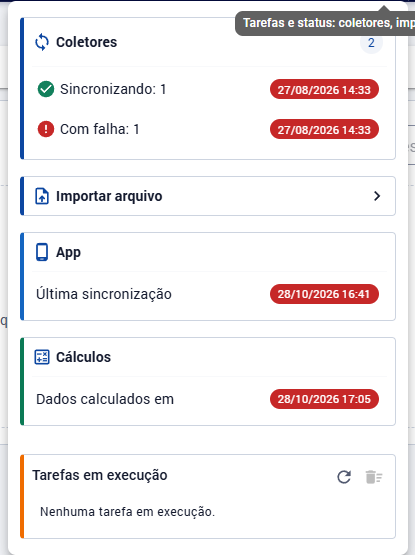 Tarefas e status: coletores, imp
Coletores
2
Sincronizando: 1
27/08/2026 14:33
Com falha: 1
27/08/2026 14:33
Importar arquivo
App
Última sincronização
28/10/2026 16:41
Cálculos
Dados calculados em
28/10/2026 17:05
Tarefas em execução
Nenhuma tarefa em execução.